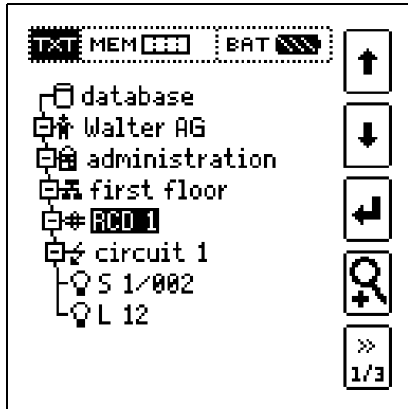 TXT MEM BAT
database
Walter AG
administration
first floor
RCD 1
circuit 1
S 1/002
L 12
»
1/3